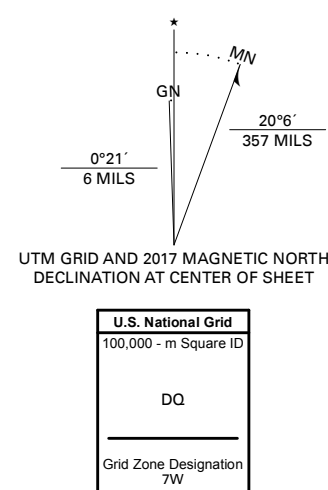 ★
MN
GN
20°6´
357 MILS
0°21´
6 MILS
UTM GRID AND 2017 MAGNETIC NORTH
DECLINATION AT CENTER OF SHEET
U.S. National Grid
100,000 - m Square ID
DQ
Grid Zone Designation
7W